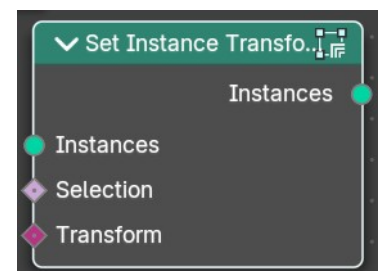 Set Instance Transfo..
Instances
Instances
Selection
Transform